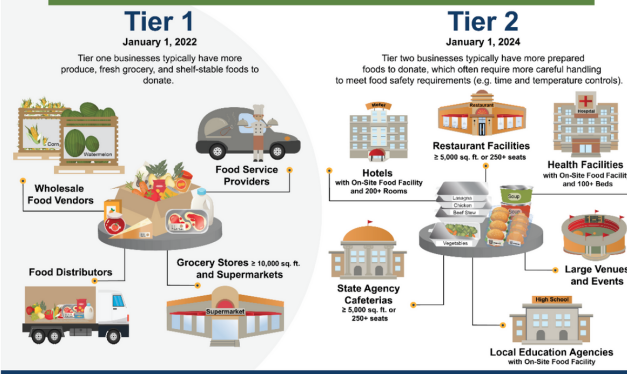 Tier 1
January 1, 2022
Tier one businesses typically have more
produce, fresh grocery, and shelf-stable foods to
donate.
Corn
Watermelon
Wholesale
Food Vendors
Food Service
Providers
Food Distributors
Grocery Stores ≥ 10,000 sq. ft.
and Supermarkets
Supermarket
Tier 2
January 1, 2024
Tier two businesses typically have more prepared
foods to donate, which often require more careful handling
to meet food safety requirements (e.g. time and temperature controls).
Hotel
Hotels
with On-Site Food Facility
and 200+ Rooms
Restaurant
Restaurant Facilities
≥ 5,000 sq. ft. or 250+ seats
Hospital
Health Facilities
with On-Site Food Facility
and 100+ Beds
Lasagna
Chicken
Beef Stew
Vegetables
Soup
State Agency
Cafeterias
≥ 5,000 sq. ft. or
250+ seats
Large Venues
and Events
High School
Local Education Agencies
with On-Site Food Facility